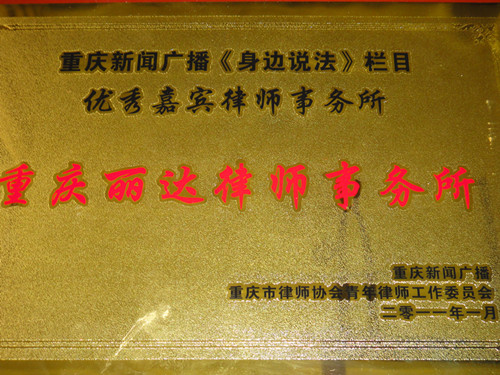 重庆新闻广播《身边说法》栏目
优秀嘉宾律师事务所
重庆丽达律师事务所
重庆新闻广播
重庆市律师协会青年律师工作委员会
二零一一年一月